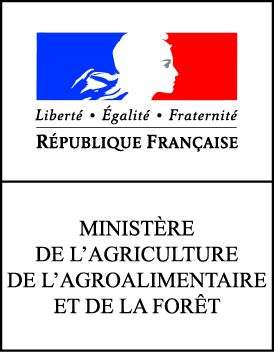 Liberté • Égalité • Fraternité
RÉPUBLIQUE FRANÇAISE
MINISTÈRE
DE L'AGRICULTURE
DE L'AGROALIMENTAIRE
ET DE LA FORÊT